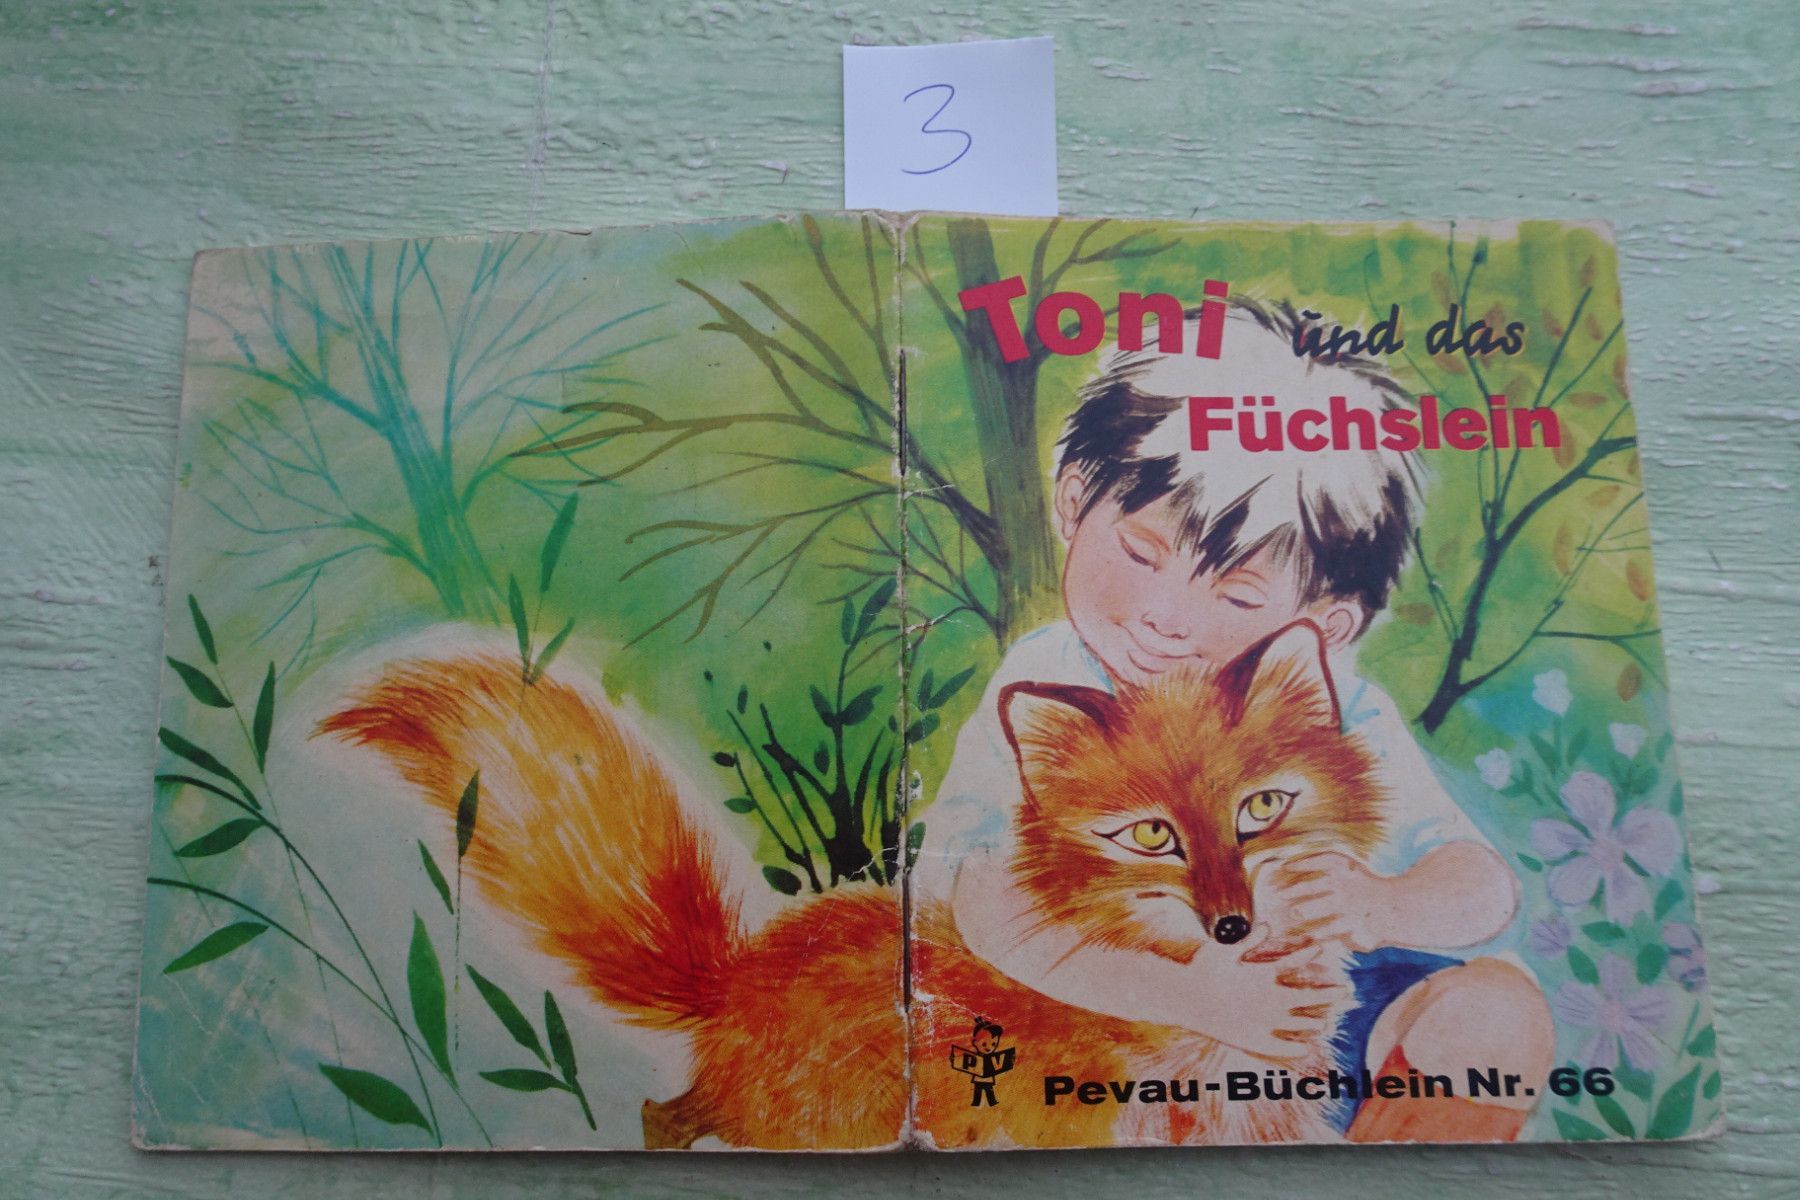 3
Toni und das
Füchslein
PV
Pevau-Büchlein Nr. 66